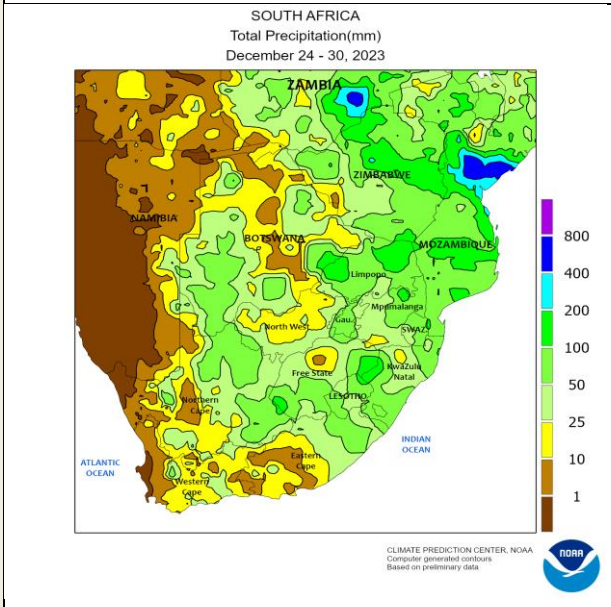 SOUTH AFRICA
Total Precipitation(mm)
December 24 - 30, 2023
ZAMBIA
ZIMBABWE
NAMIBIA
BOTSWANA
MOZAMBIQUE
Limpopo
Mpumalanga
North West
Gau.
SWAZ.
Free State
KwaZulu
Natal
Northern
Cape
LESOTHO
INDIAN
OCEAN
ATLANTIC
OCEAN
Eastern
Cape
Western
Cape
800
400
200
100
50
25
10
1
CLIMATE PREDICTION CENTER, NOAA
Computer generated contours
Based on preliminary data
NOAA